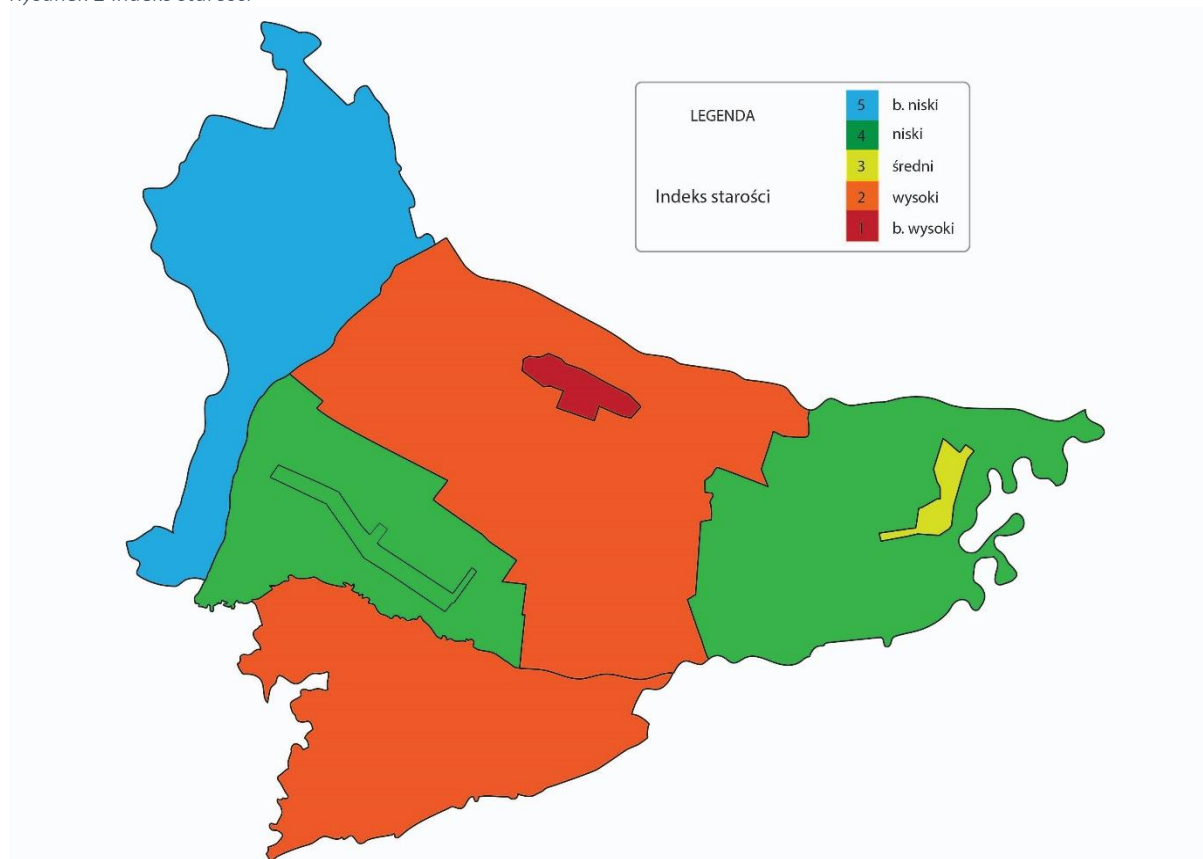 LEGENDA
Indeks starości
5 b. niski
4 niski
3 średni
2 wysoki
1 b. wysoki